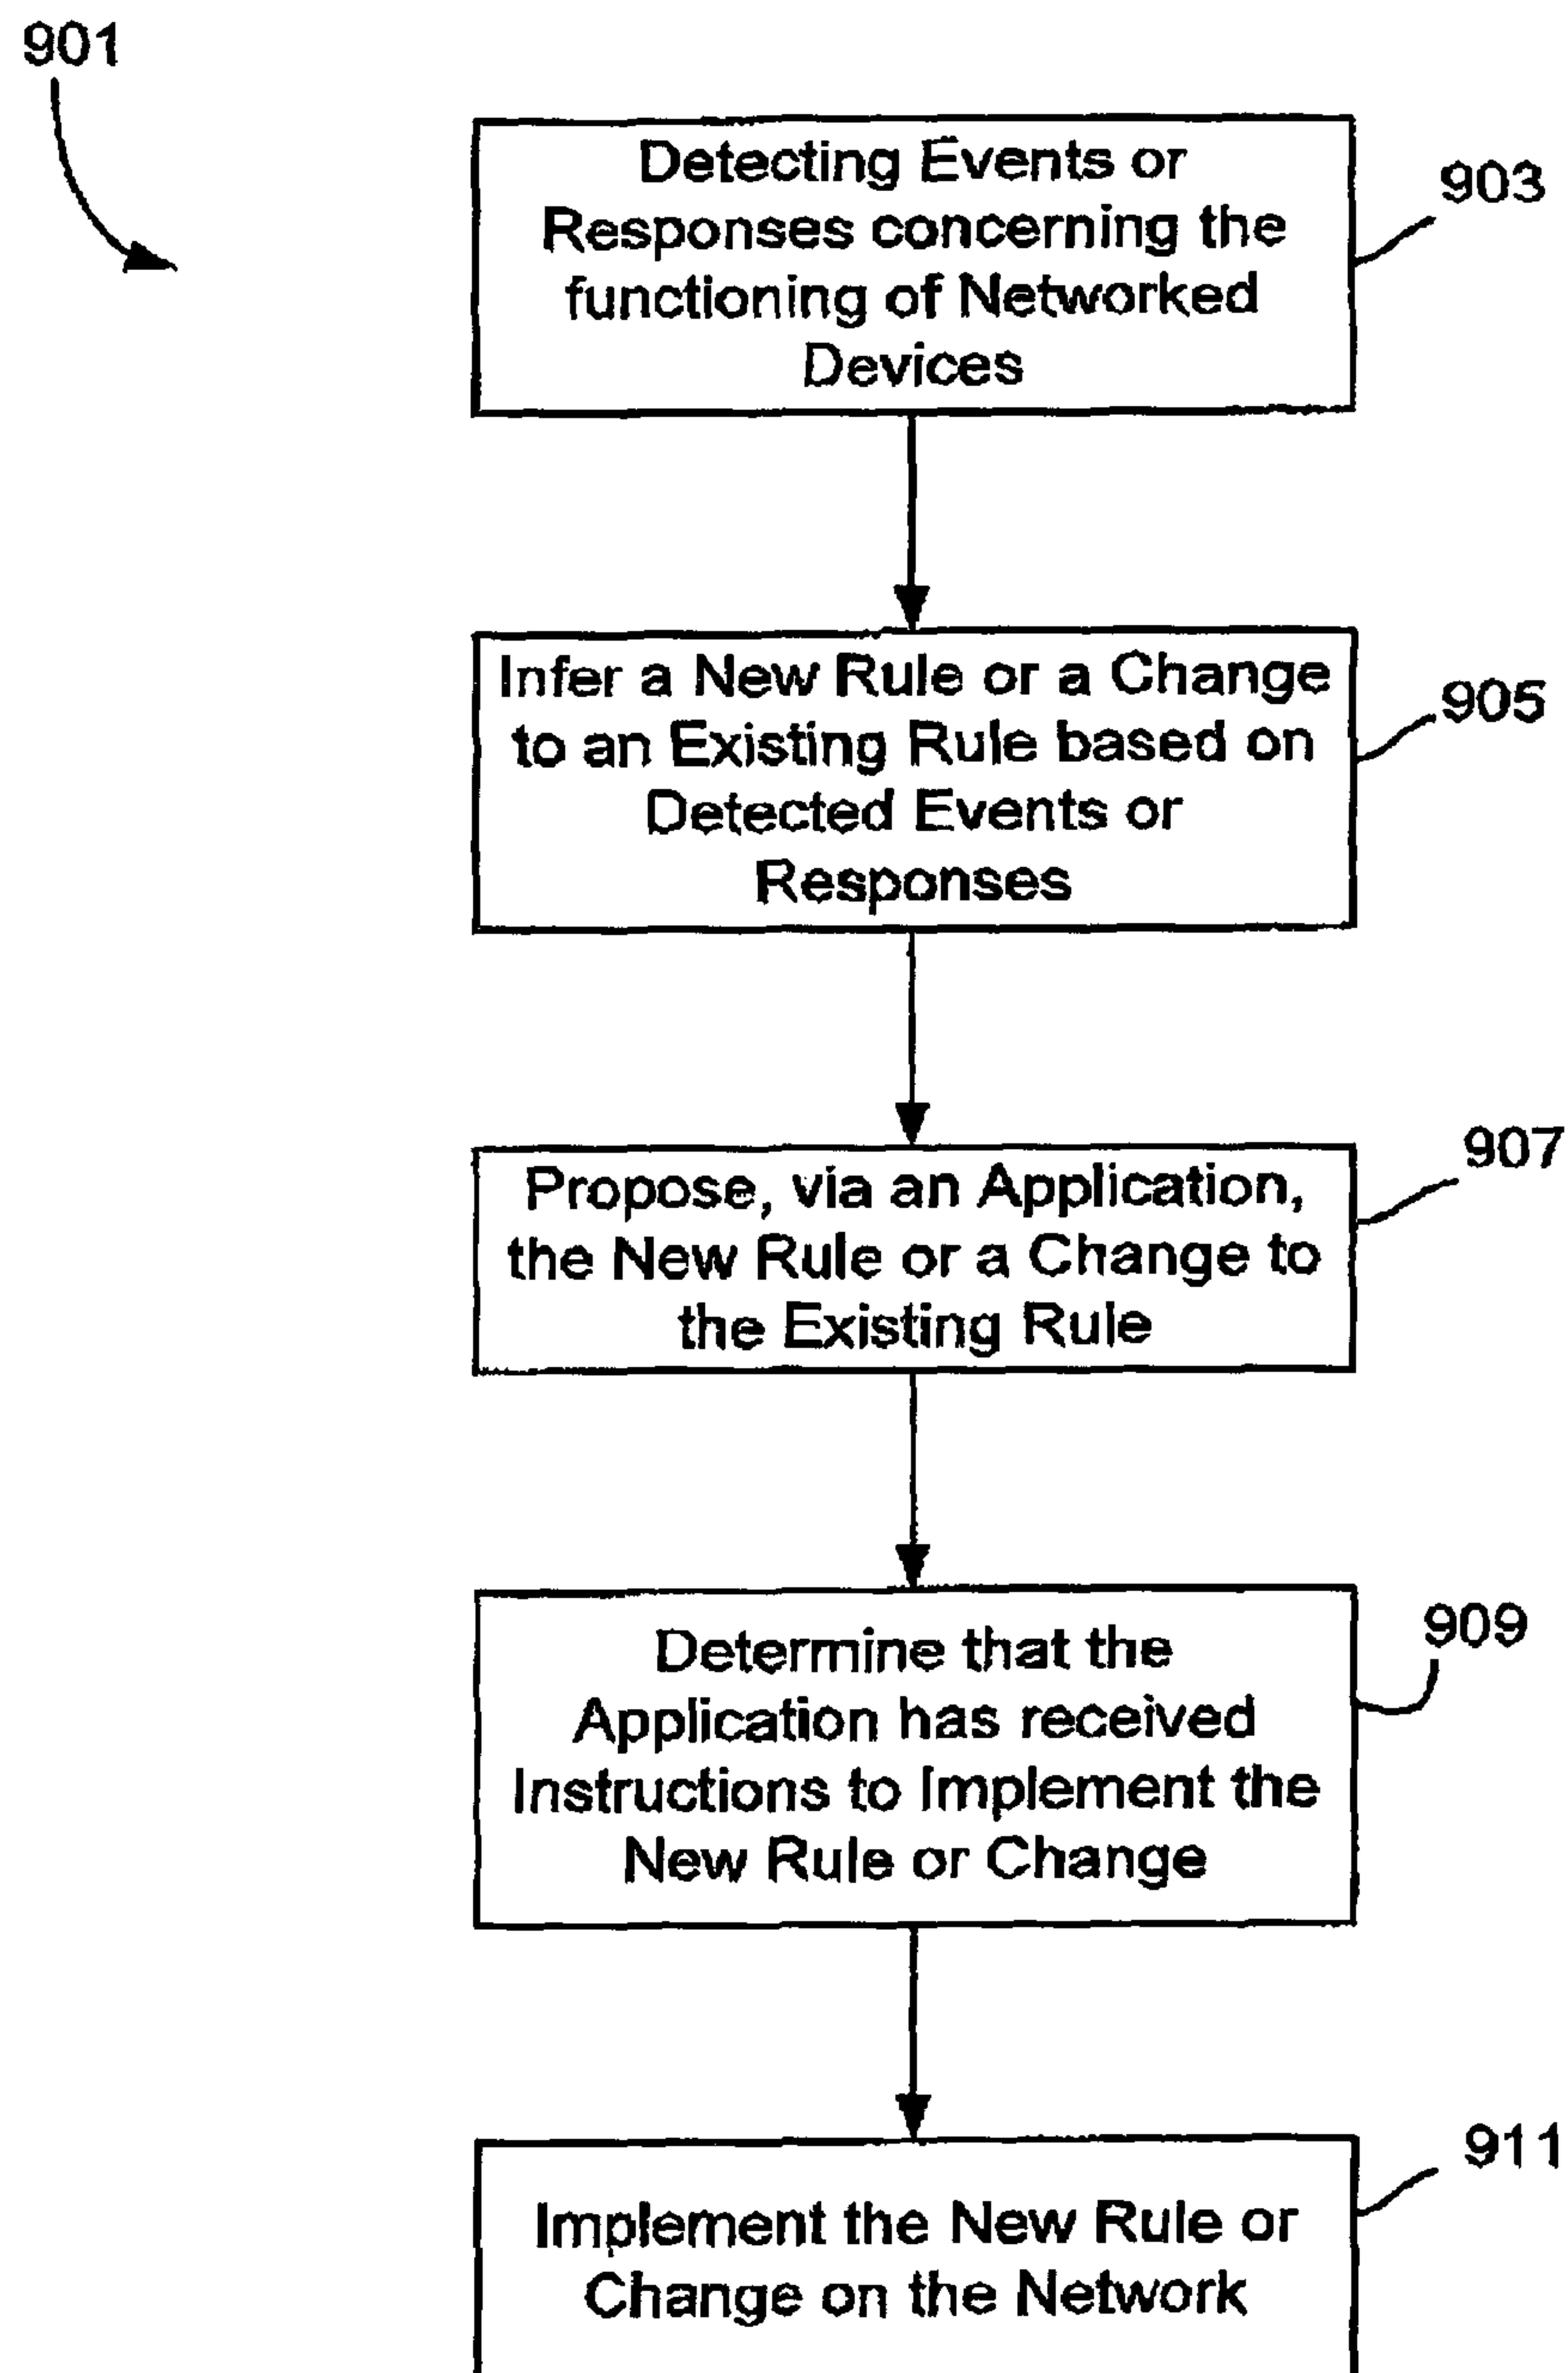 901
Detecting Events or
Responses concerning the
functioning of Networked
Devices
903
Infer a New Rule or a Change
to an Existing Rule based on
Detected Events or
Responses
905
Propose, via an Application,
the New Rule or a Change to
the Existing Rule
907
Determine that the
Application has received
Instructions to Implement the
New Rule or Change
909
Implement the New Rule or
Change on the Network
911